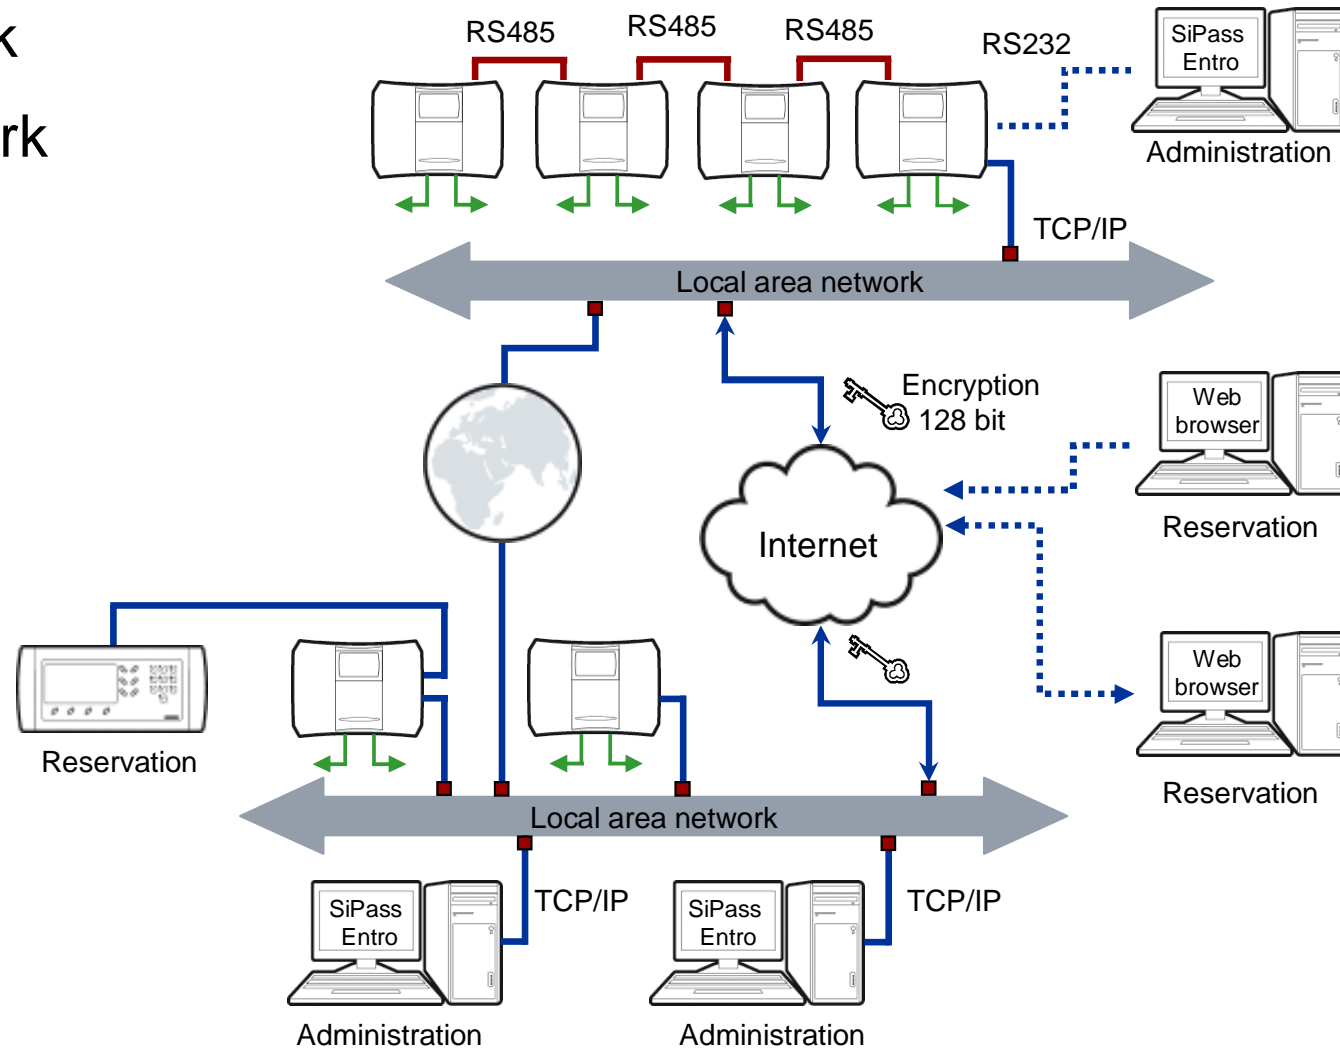 k
rk
RS485
RS485
RS485
RS232
SiPass
Entro
Administration
TCP/IP
Local area network
Encryption
128 bit
Web
browser
Reservation
Internet
Web
browser
Reservation
Reservation
Local area network
TCP/IP
TCP/IP
SiPass
Entro
SiPass
Entro
Administration
Administration